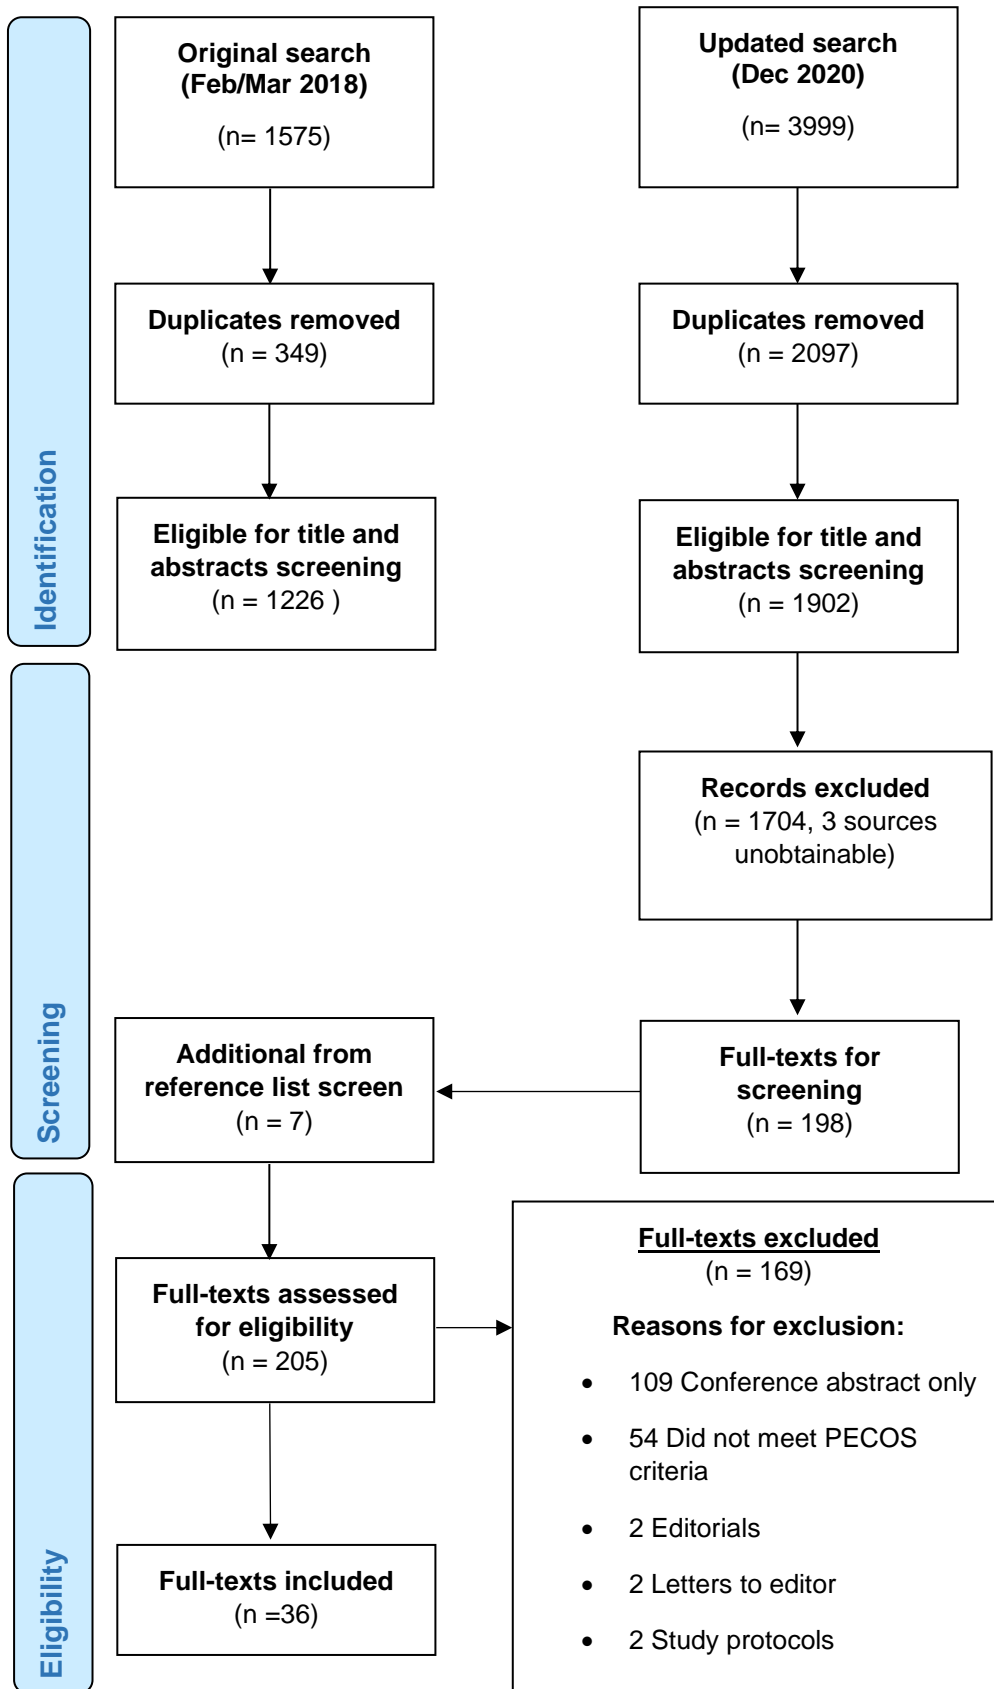 Identification
Original search
(Feb/Mar 2018)
(n= 1575)
Updated search
(Dec 2020)
(n= 3999)
Duplicates removed
(n = 349)
Duplicates removed
(n = 2097)
Eligible for title and
abstracts screening
(n = 1226 )
Eligible for title and
abstracts screening
(n = 1902)
Screening
Records excluded
(n = 1704, 3 sources
unobtainable)
Full-texts for
screening
(n = 198)
Additional from
reference list screen
(n = 7)
Eligibility
Full-texts assessed
for eligibility
(n = 205)
Full-texts excluded
(n = 169)
Reasons for exclusion:
• 109 Conference abstract only
• 54 Did not meet PECOS
criteria
• 2 Editorials
• 2 Letters to editor
• 2 Study protocols
Full-texts included
(n =36)